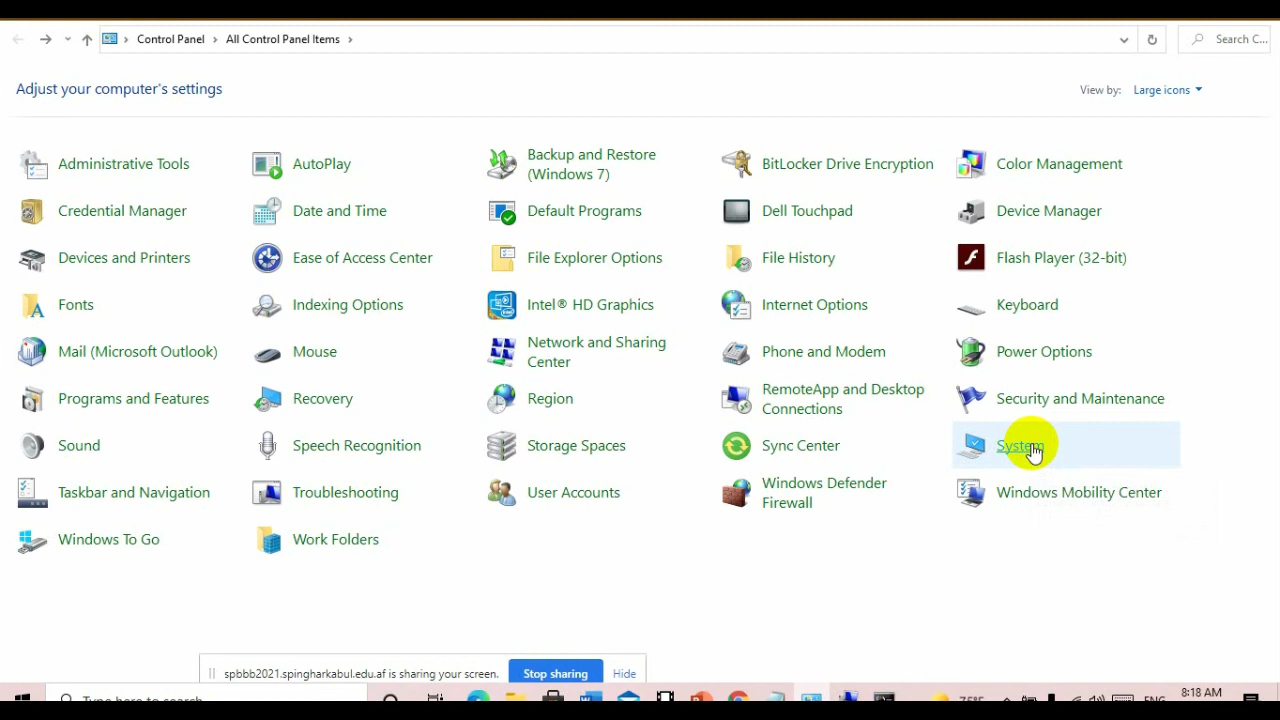 Control Panel > All Control Panel Items >
Search C...
Adjust your computer's settings
View by: Large icons
Administrative Tools
AutoPlay
Backup and Restore
(Windows 7)
BitLocker Drive Encryption
Color Management
Credential Manager
Date and Time
Default Programs
Dell Touchpad
Device Manager
Devices and Printers
Ease of Access Center
File Explorer Options
File History
Flash Player (32-bit)
Fonts
Indexing Options
Intel® HD Graphics
Internet Options
Keyboard
Mail (Microsoft Outlook)
Mouse
Network and Sharing
Center
Phone and Modem
Power Options
Programs and Features
Recovery
Region
RemoteApp and Desktop
Connections
Security and Maintenance
Sound
Speech Recognition
Storage Spaces
Sync Center
System
Taskbar and Navigation
Troubleshooting
User Accounts
Windows Defender
Firewall
Windows Mobility Center
Windows To Go
Work Folders
spbbb2021.spingharkabul.edu.af is sharing your screen.
Stop sharing
Hide
Type here to search
75°F
ENG
8:18 AM